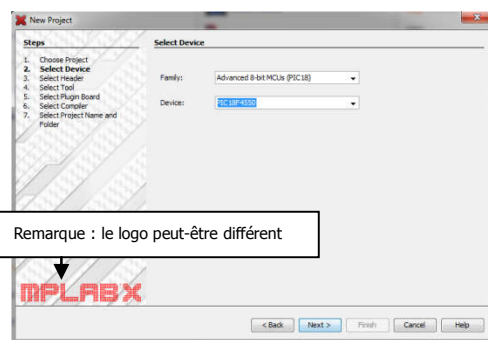 New Project
Steps
1. Choose Project
2. Select Device
3. Select Header
4. Select Tool
5. Select Plugin Board
6. Select Compiler
7. Select Project Name and
Folder
Select Device
Family: Advanced 8-bit MCUs (PIC18)
Device: PIC18F4550
Remarque : le logo peut-être différent
MPLABX
< Back Next > Finish Cancel Help